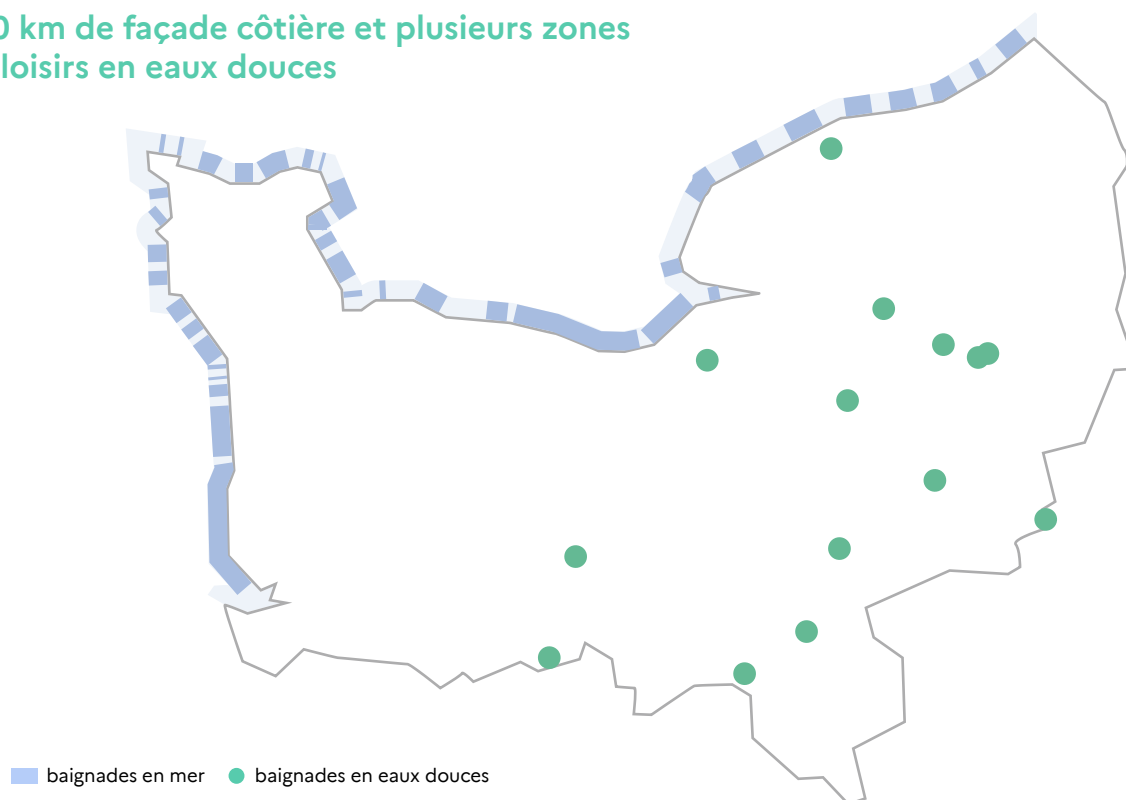 0 km de façade côtière et plusieurs zones
loisirs en eaux douces
baignades en mer
baignades en eaux douces